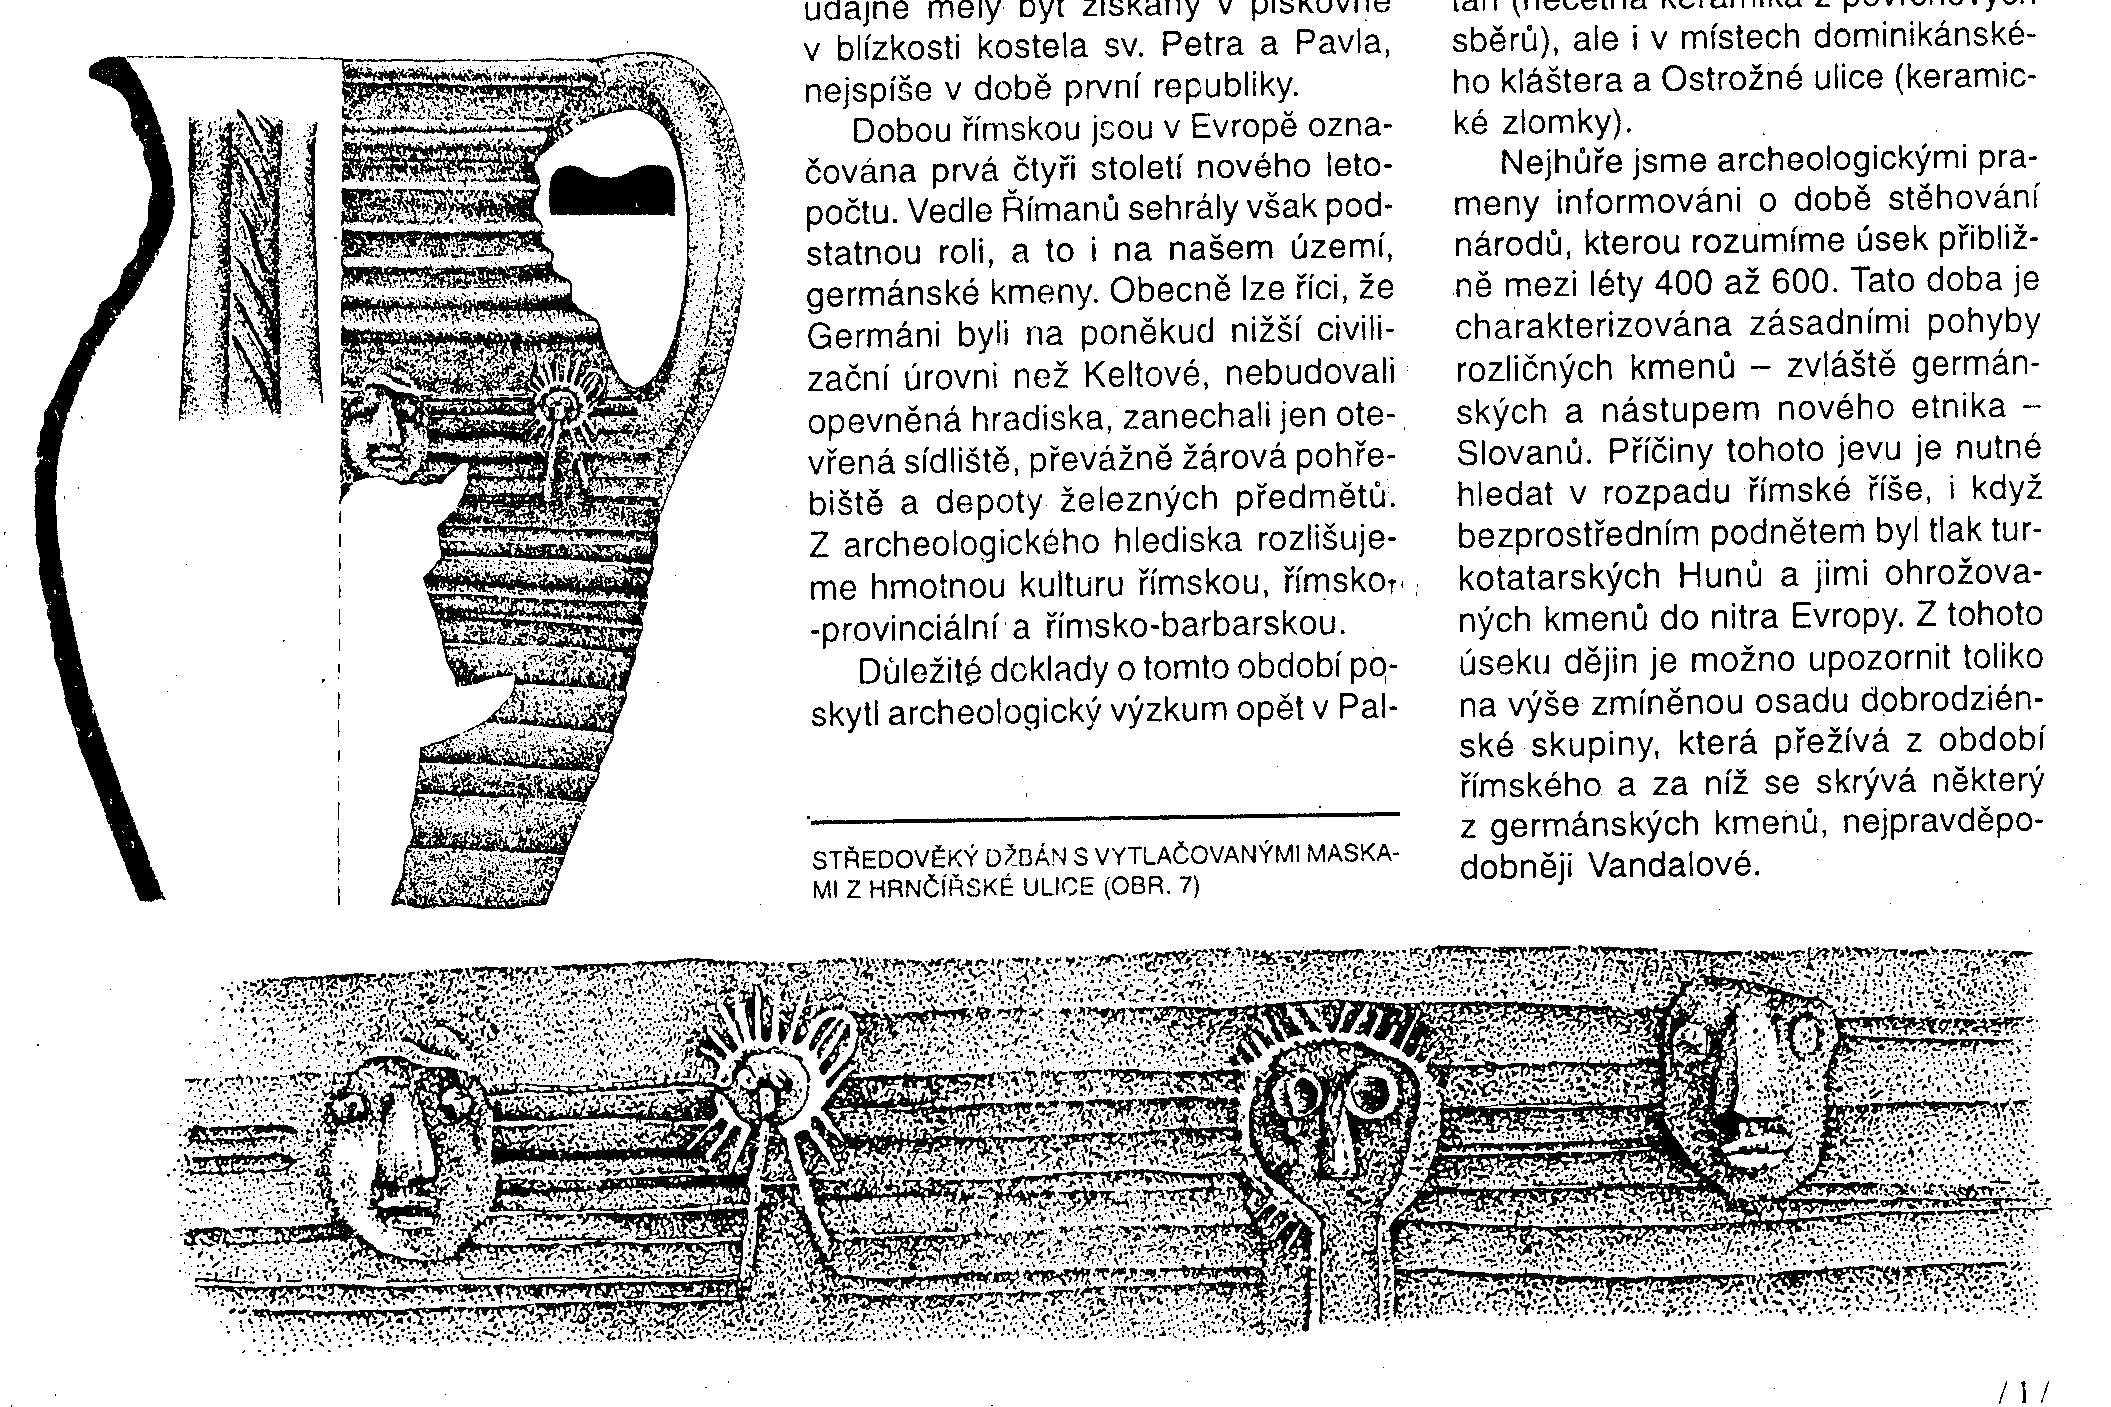 údajně měly být získány v pískovně
v blízkosti kostela sv. Petra a Pavla,
nejspíše v době první republiky.
Dobou římskou jsou v Evropě ozna-
čována prvá čtyři století nového leto-
počtu. Vedle Římanů sehrály však pod-
statnou roli, a to i na našem území,
germánské kmeny. Obecně lze říci, že
Germáni byli na poněkud nižší civili-
zační úrovni než Keltové, nebudovali
opevněná hradiska, zanechali jen ote-
vřená sídliště, převážně žárová pohře-
biště a depoty železných předmětů.
Z archeologického hlediska rozlišuje-
me hmotnou kulturu římskou, římsko-
-provinciální a římsko-barbarskou.
Důležité doklady o tomto období po-
skytl archeologický výzkum opět v Pal-
STŘEDOVĚKÝ DŽBÁN S VYTLAČOVANÝMI MASKA-
MI Z HRNČÍŘSKÉ ULICE (OBR. 7)
(nečetná keramika z povrchových
sběrů), ale i v místech dominikánské-
ho kláštera a Ostrožné ulice (keramic-
ké zlomky).
Nejhůře jsme archeologickými pra-
meny informováni o době stěhování
národů, kterou rozumíme úsek přibliž-
ně mezi léty 400 až 600. Tato doba je
charakterizována zásadními pohyby
rozličných kmenů – zvláště germán-
ských a nástupem nového etnika –
Slovanů. Příčiny tohoto jevu je nutné
hledat v rozpadu římské říše, i když
bezprostředním podnětem byl tlak tur-
kotatarských Hunů a jimi ohrožova-
ných kmenů do nitra Evropy. Z tohoto
úseku dějin je možno upozornit toliko
na výše zmíněnou osadu dobrodzién-
ské skupiny, která přežívá z období
římského a za níž se skrývá některý
z germánských kmenů, nejpravděpo-
dobněji Vandalové.
/ 1 /